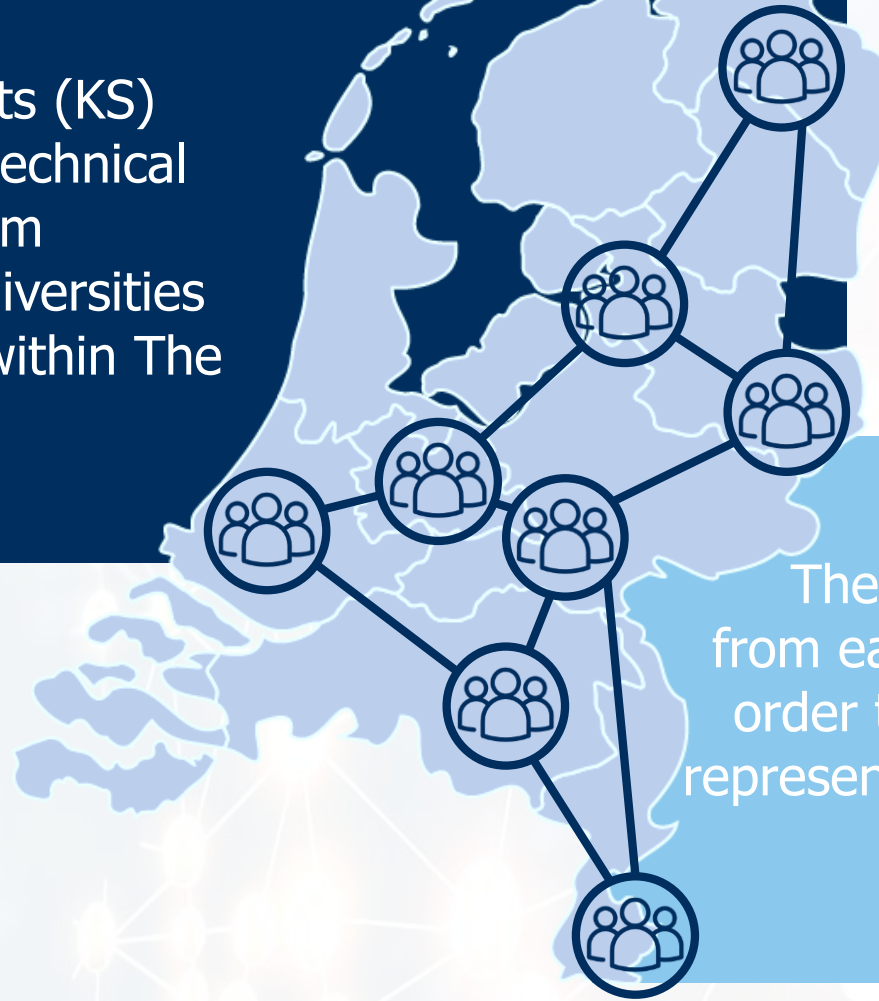 ts (KS)
echnical
m
iversities
within The
The
from ea
order t
represen